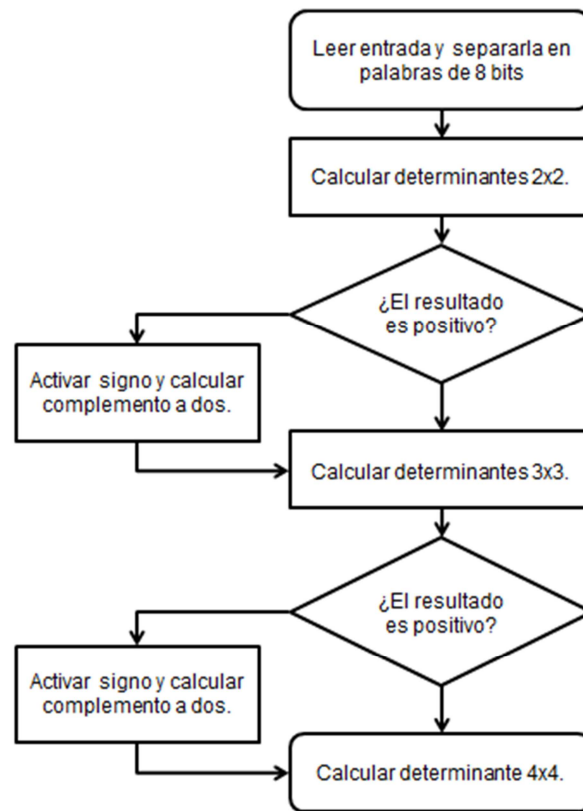 Leer entrada y separarla en
palabras de 8 bits
Calcular determinantes 2x2.
¿El resultado
es positivo?
Activar signo y calcular
complemento a dos.
Calcular determinantes 3x3.
¿El resultado
es positivo?
Activar signo y calcular
complemento a dos.
Calcular determinante 4x4.